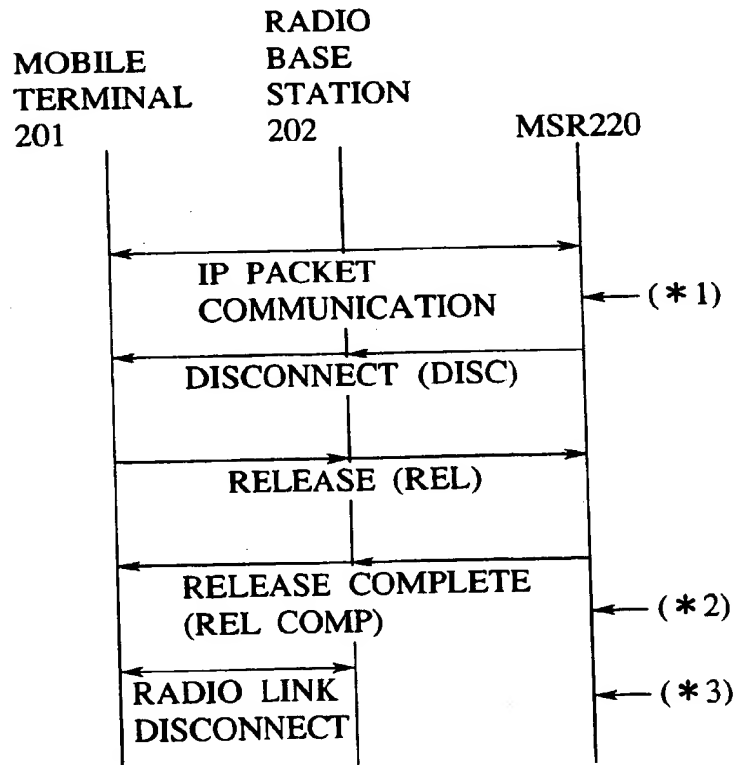 MOBILE
TERMINAL
201
RADIO
BASE
STATION
202
MSR220
IP PACKET
COMMUNICATION
(*1)
DISCONNECT (DISC)
RELEASE (REL)
RELEASE COMPLETE
(REL COMP)
(*2)
RADIO LINK
DISCONNECT
(*3)